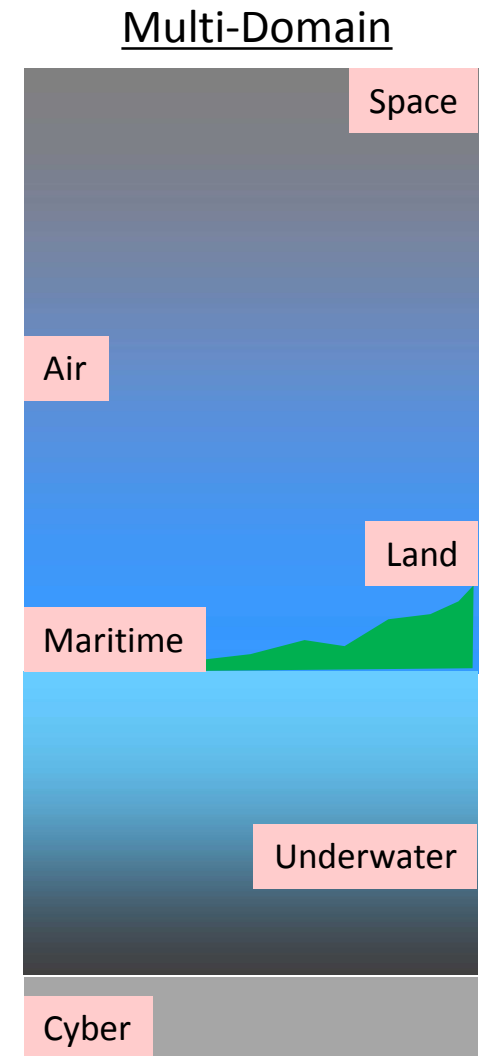 Multi-Domain
Space
Air
Land
Maritime
Underwater
Cyber